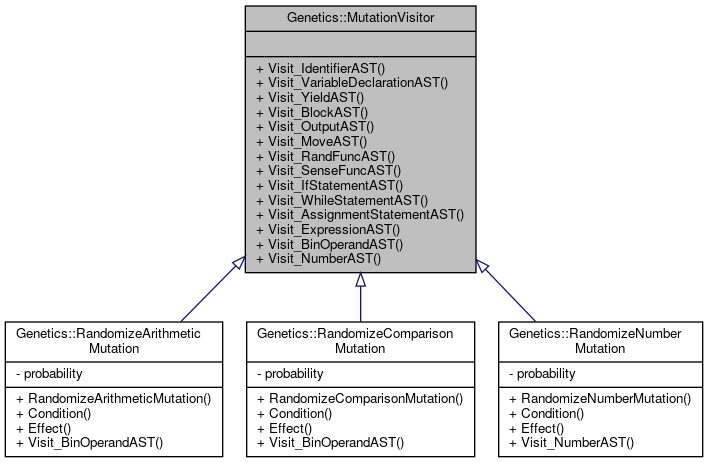 Genetics::MutationVisitor
+ Visit_IdentifierAST()
+ Visit_VariableDeclarationAST()
+ Visit_YieldAST()
+ Visit_BlockAST()
+ Visit_OutputAST()
+ Visit_MoveAST()
+ Visit_RandFuncAST()
+ Visit_SenseFuncAST()
+ Visit_IfStatementAST()
+ Visit_WhileStatementAST()
+ Visit_AssignmentStatementAST()
+ Visit_ExpressionAST()
+ Visit_BinOperandAST()
+ Visit_NumberAST()
Genetics::RandomizeArithmetic
Mutation
- probability
+ RandomizeArithmeticMutation()
+ Condition()
+ Effect()
+ Visit_BinOperandAST()
Genetics::RandomizeComparison
Mutation
- probability
+ RandomizeComparisonMutation()
+ Condition()
+ Effect()
+ Visit_BinOperandAST()
Genetics::RandomizeNumber
Mutation
- probability
+ RandomizeNumberMutation()
+ Condition()
+ Effect()
+ Visit_NumberAST()